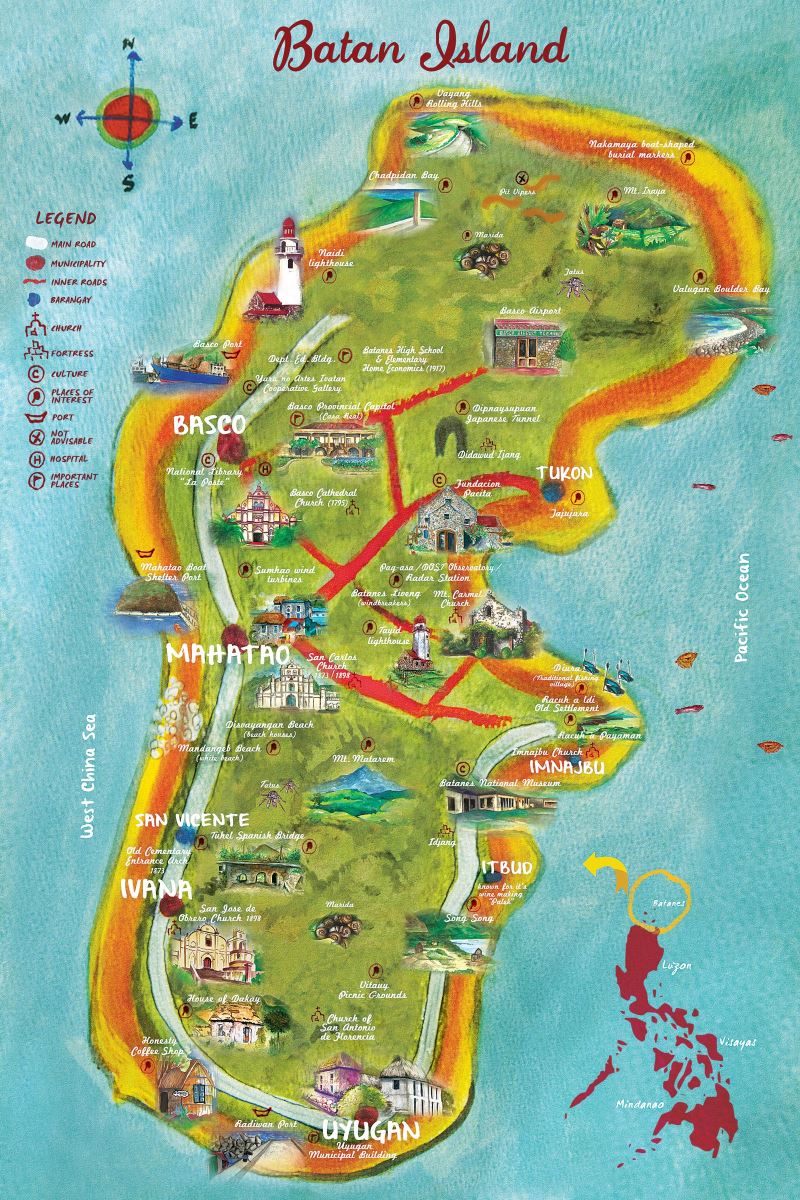 Batan Island
N
W
E
S
LEGEND
MAIN ROAD
MUNICIPALITY
INNER ROADS
BARANGAY
CHURCH
FORTRESS
CULTURE
PLACES OF
INTEREST
PORT
NOT
ADVISABLE
HOSPITAL
IMPORTANT
PLACES
Vayang
Rolling Hills
Nakamaya boat-shaped
burial markers
Chadpidan Bay
Pit Vipers
Mt. Iraya
Marida
Naidi
lighthouse
Tatus
Valugan Boulder Bay
Basco Airport
Basco Port
Dept. Ed. Bldg.
Batanes High School
& Elementary
Home Economics (1917)
Yaru no Artes Ivatan
Cooperative Gallery
Basco Provincial Capitol
(Casa Real)
Dipnaysupuan
Japanese Tunnel
BASCO
Didawud Ijang
TUKON
National Library
"La Poste"
Basco Cathedral
Church (1795)
Fundacion
Pacita
Tajujara
Mahatao Boat
Shelter Port
Sumhao wind
turbines
Pag-asa/DOST Observatory/
Radar Station
Batanes Liveng
(windbreakers)
Mt. Carmel
Church
Tayid
lighthouse
MAHATAO
San Carlos
Church
1873/1898
Diura
(Traditional fishing
village)
Racuh a Idi
Old Settlement
Racuh a Payaman
Pacific Ocean
West China Sea
Diswayangan Beach
(beach houses)
Mandangeb Beach
(white beach)
Mt. Matarem
Imnajbu Church
IMNAJBU
Batanes National Museum
Tatus
SAN VICENTE
Tuhel Spanish Bridge
Idjang
Old Cementary
Entrance Arch
1873
IVANA
ITBUD
known for it's
wine making
"Palek"
San Jose de
Obrero Church 1898
Marida
Song Song
Batanes
Luzon
Visayas
Mindanao
Vitauy
Picnic Grounds
House of Dakay
Church of
San Antonio
de Florencia
Honesty
Coffee Shop
Radiwan Port
UYUGAN
Uyugan
Municipal Building